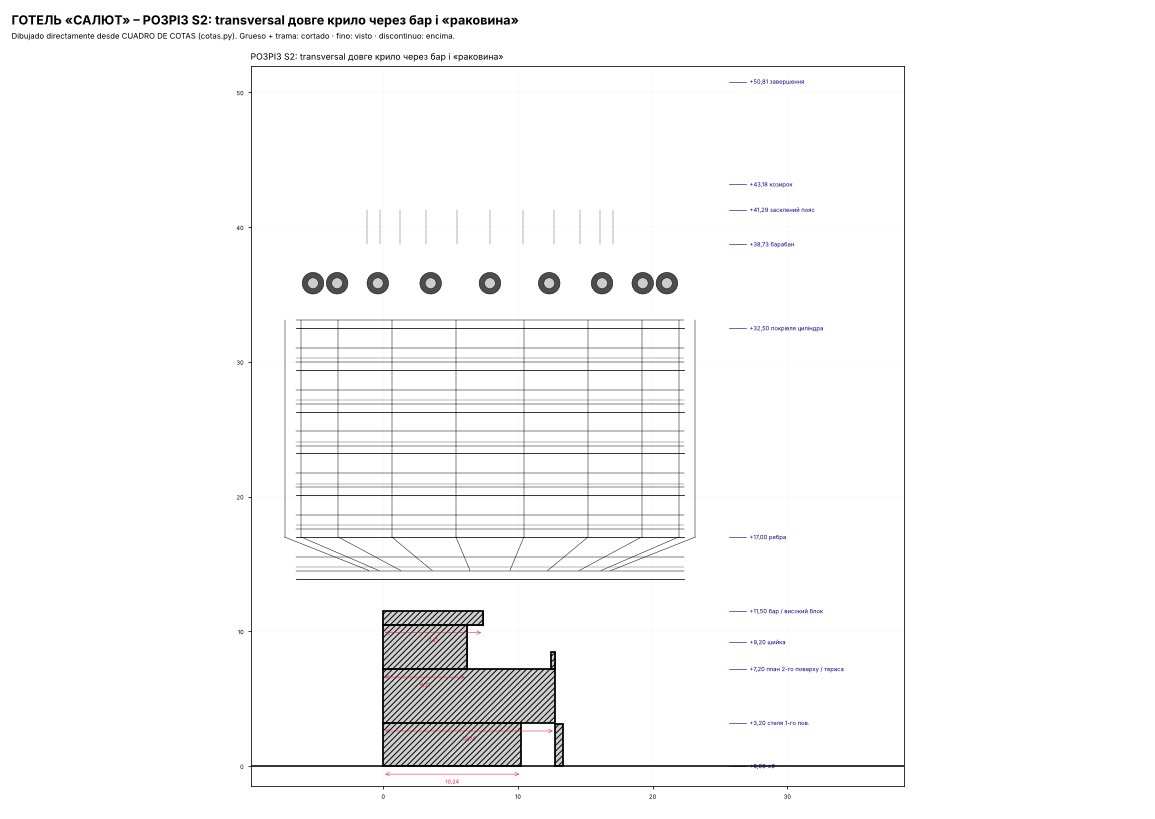 ГОТЕЛЬ «САЛЮТ» – РОЗРІЗ S2: transversal довге крило через бар і «раковина»
Dibujado directamente desde CUADRO DE COTAS (cotas.py). Grueso + trama: cortado · fino: visto · discontinuo: encima.
РОЗРІЗ S2: transversal довге крило через бар і «раковина»
50
+50,81 завершення
+43,18 козирок
+41,29 засклений пояс
40
+38,73 барабан
+32,50 покрівля циліндра
30
20
+17,00 ребра
+11,50 бар / високий блок
10
+9,20 шийка
+7,20 план 2-го поверху / тераса
+3,20 стеля 1-го пов.
0
10,24
0
10
20
30